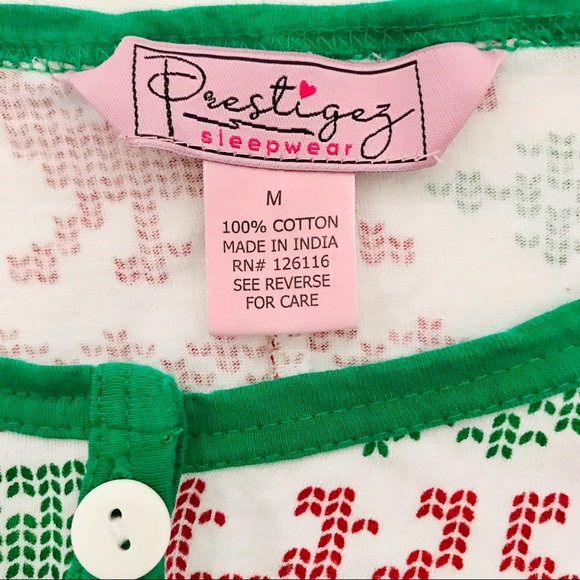 Prestigez
sleepwear
M
100% COTTON
MADE IN INDIA
RN# 126116
SEE REVERSE
FOR CARE